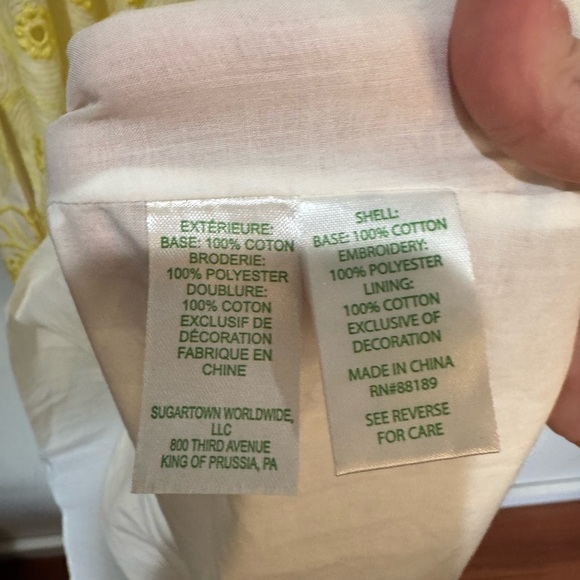 EXTÉRIEURE:
BASE: 100% COTON
BRODERIE:
100% POLYESTER
DOUBLURE:
100% COTON
EXCLUSIF DE
DÉCORATION
FABRIQUE EN
CHINE
SUGARTOWN WORLDWIDE,
LLC
800 THIRD AVENUE
KING OF PRUSSIA, PA
SHELL:
BASE: 100% COTTON
EMBROIDERY:
100% POLYESTER
LINING:
100% COTTON
EXCLUSIVE OF
DECORATION
MADE IN CHINA
RN#88189
SEE REVERSE
FOR CARE